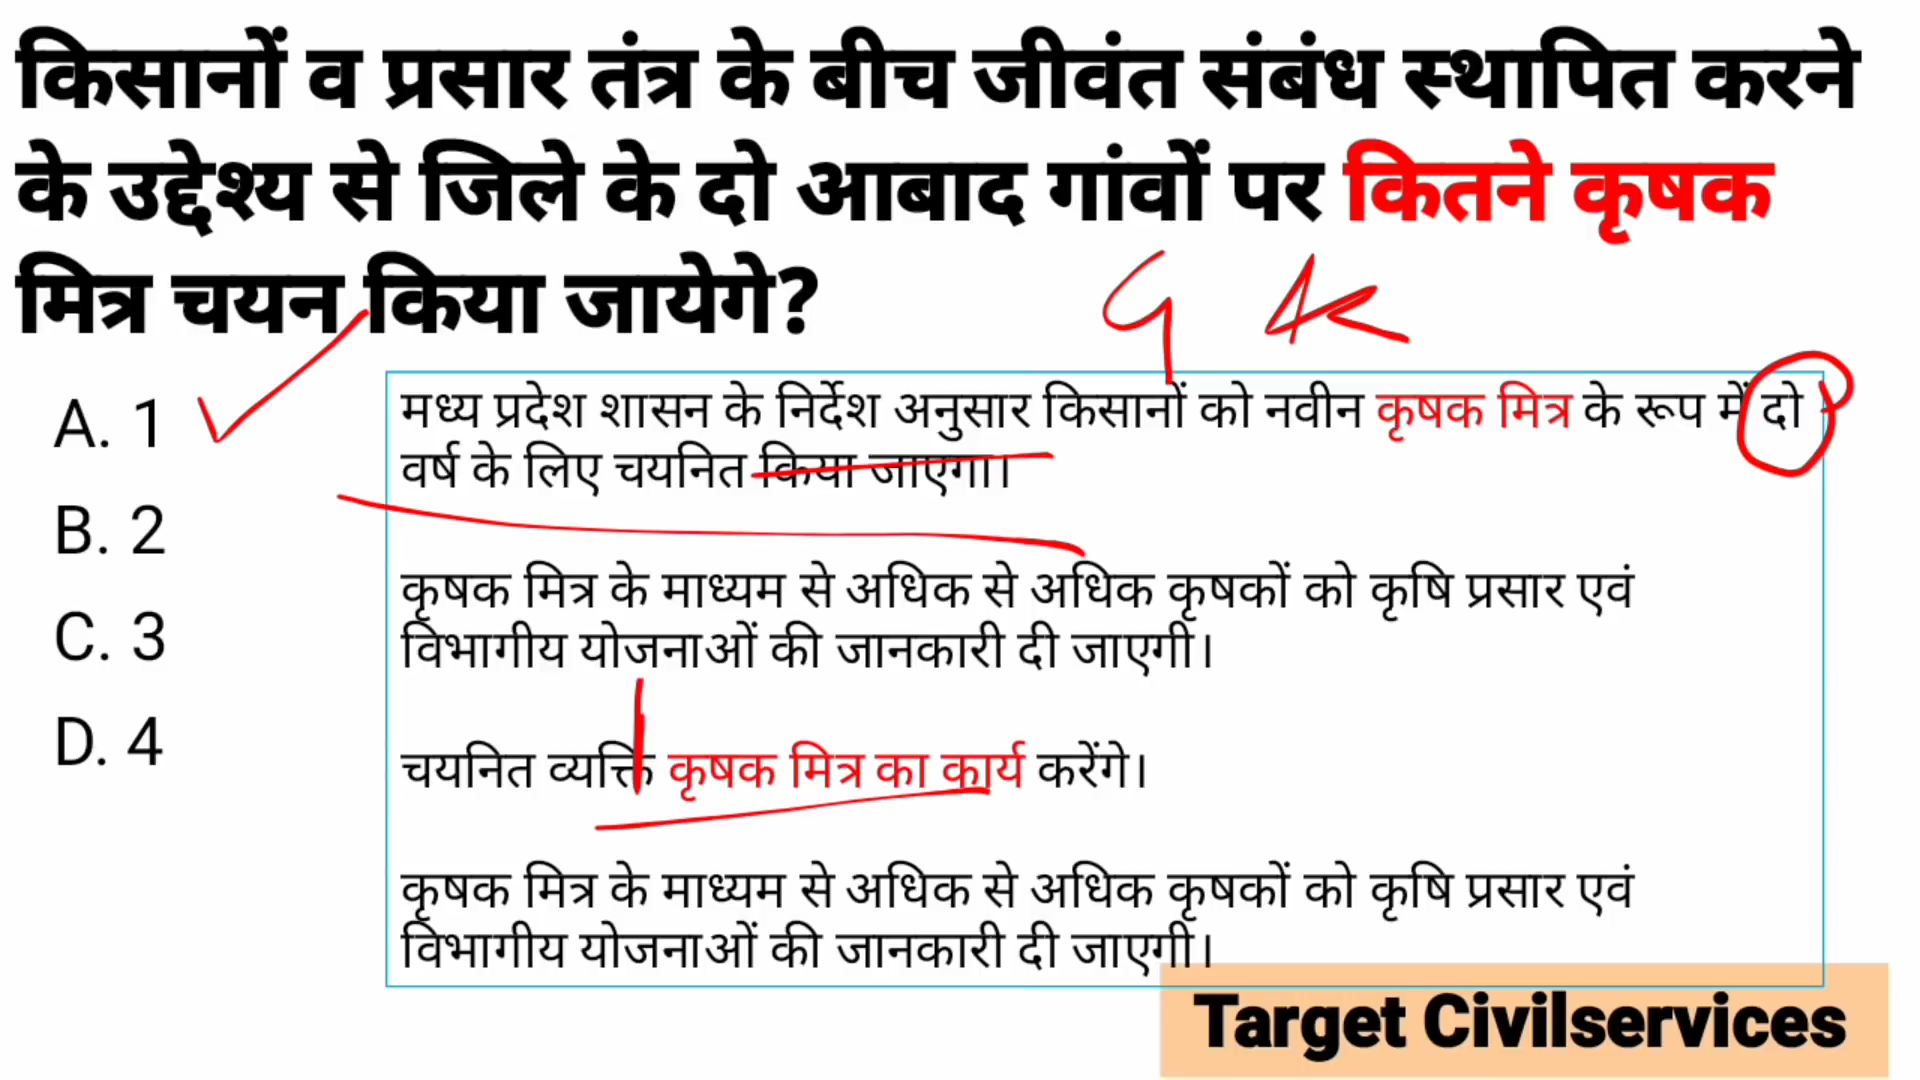 किसानों व प्रसार तंत्र के बीच जीवंत संबंध स्थापित करने
के उद्देश्य से जिले के दो आबाद गांवों पर कितने कृषक
मित्र चयन किया जायेगे?
A. 1
B. 2
C. 3
D. 4
मध्य प्रदेश शासन के निर्देश अनुसार किसानों को नवीन कृषक मित्र के रूप में दो
वर्ष के लिए चयनित किया जाएगा।
कृषक मित्र के माध्यम से अधिक से अधिक कृषकों को कृषि प्रसार एवं
विभागीय योजनाओं की जानकारी दी जाएगी।
चयनित व्यक्ति कृषक मित्र का कार्य करेंगे।
कृषक मित्र के माध्यम से अधिक से अधिक कृषकों को कृषि प्रसार एवं
विभागीय योजनाओं की जानकारी दी जाएगी।
Target Civilservices